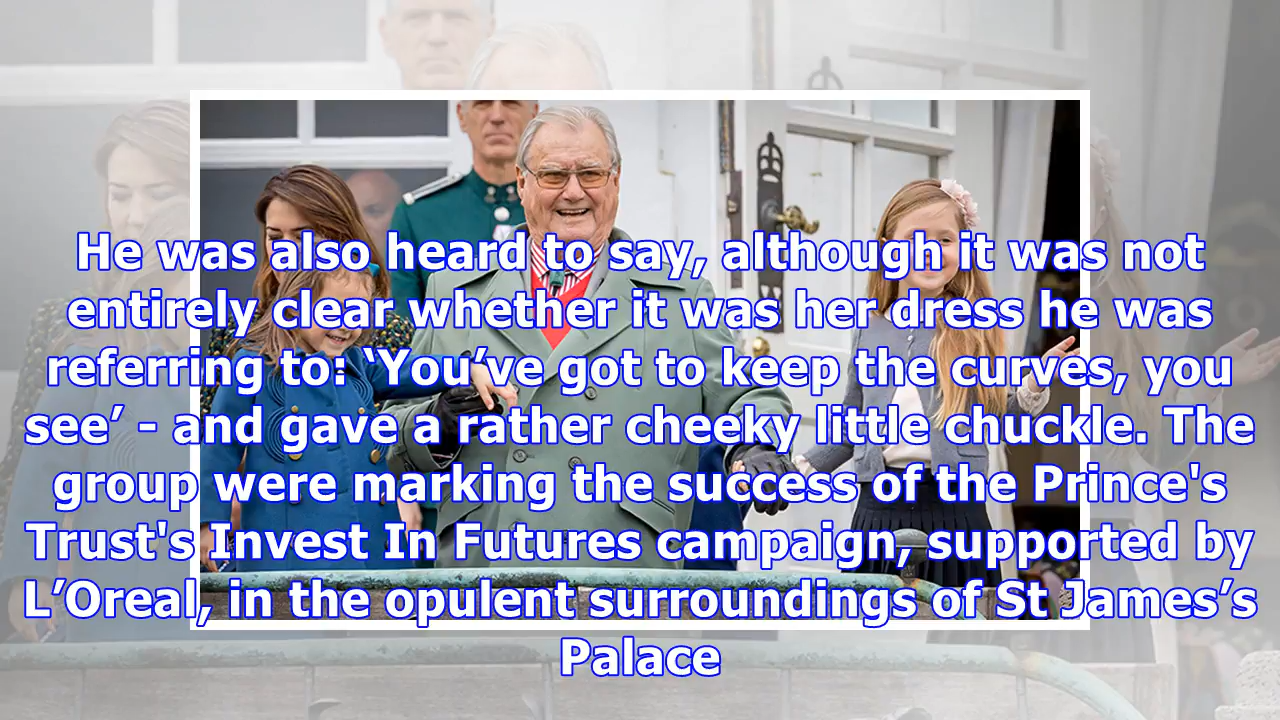 He was also heard to say, although it was not
entirely clear whether it was her dress he was
referring to: ‘You’ve got to keep the curves, you
see’ - and gave a rather cheeky little chuckle. The
group were marking the success of the Prince's
Trust's Invest In Futures campaign, supported by
L’Oreal, in the opulent surroundings of St James’s
Palace